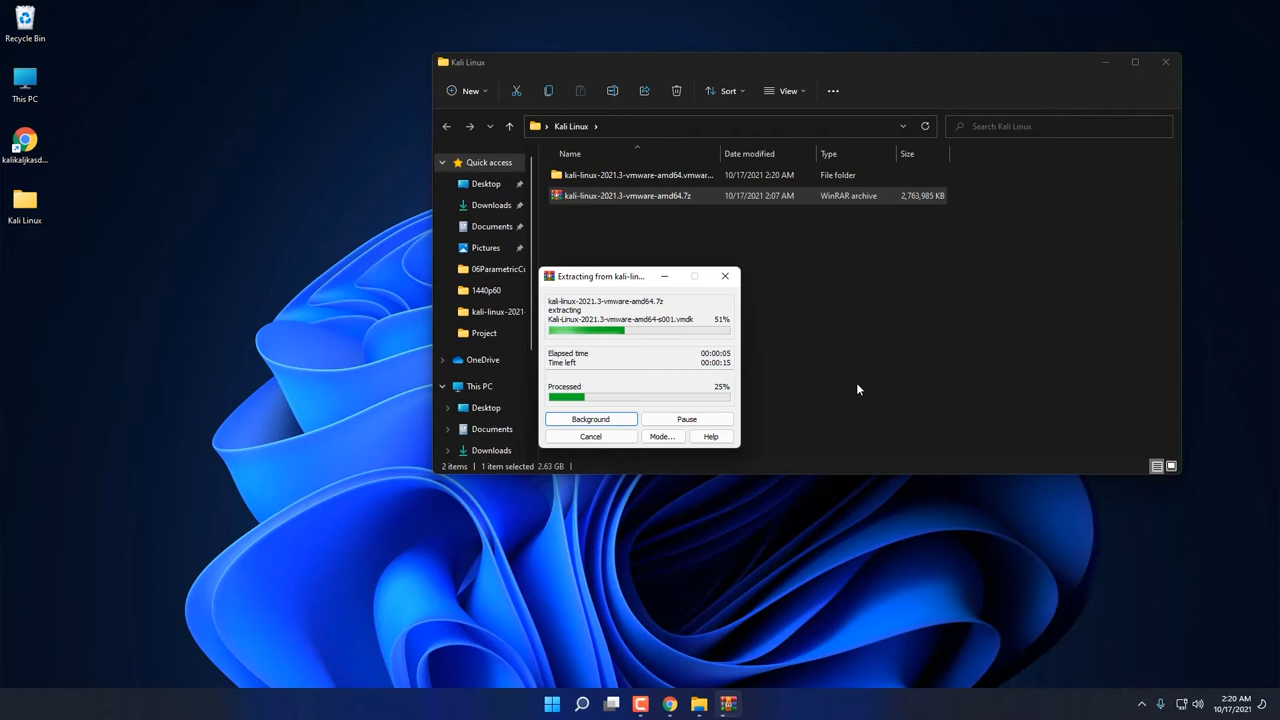 Recycle Bin
This PC
kalikaljkasd...
Kali Linux
Kali Linux
New
Sort
View
Kali Linux
Search Kali Linux
Name
Date modified
Type
Size
Quick access
kali-linux-2021.3-vmware-amd64.vmwar...
10/17/2021 2:20 AM
File folder
Desktop
kali-linux-2021.3-vmware-amd64.7z
10/17/2021 2:07 AM
WinRAR archive
2,763,985 KB
Downloads
Documents
Pictures
06ParametricCu
1440p60
kali-linux-2021-
Project
OneDrive
This PC
Desktop
Documents
Downloads
2 items
1 item selected 2.63 GB
Extracting from kali-lin...
kali-linux-2021.3-vmware-amd64.7z
extracting
Kali-Linux-2021.3-vmware-amd64-s001.vmdk 51%
Elapsed time 00:00:05
Time left 00:00:15
Processed 25%
Background
Pause
Cancel
Mode...
Help
2:20 AM
10/17/2021